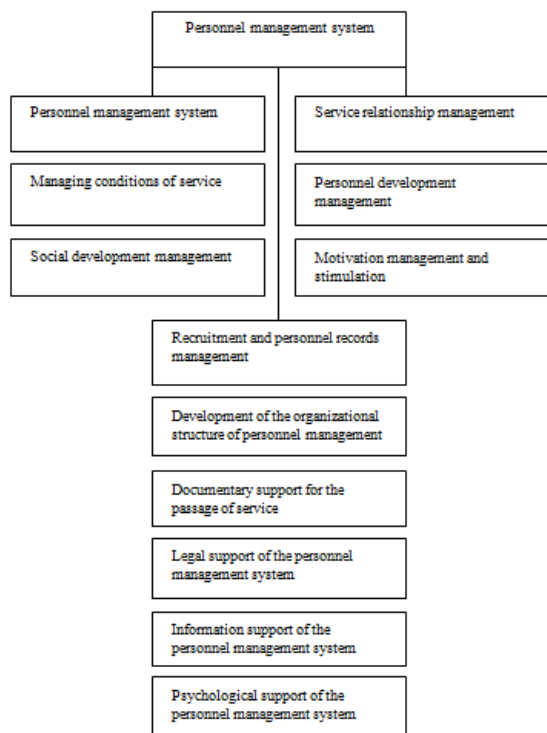 Personnel management system
Personnel management system
Service relationship management
Managing conditions of service
Personnel development
management
Social development management
Motivation management and
stimulation
Recruitment and personnel records
management
Development of the organizational
structure of personnel management
Documentary support for the
passage of service
Legal support of the personnel
management system
Information support of the
personnel management system
Psychological support of the
personnel management system